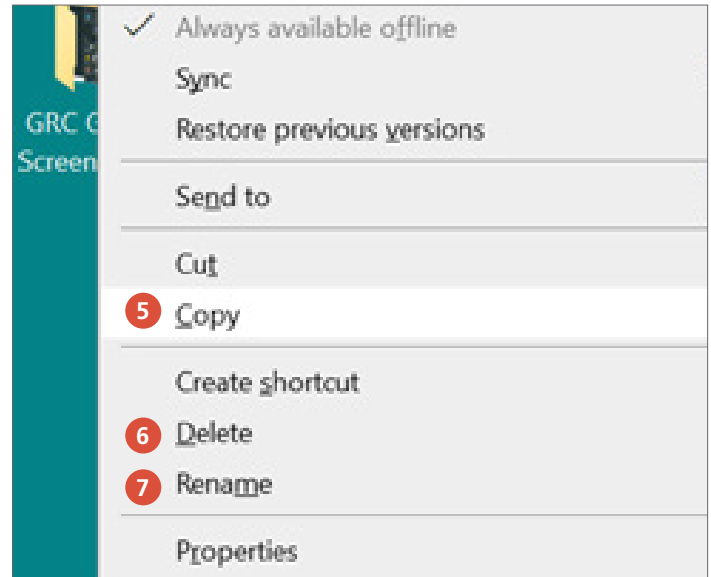 Always available offline
Sync
GRC G
Restore previous versions
Screen
Send to
Cut
5 Copy
Create shortcut
6 Delete
7 Rename
Properties